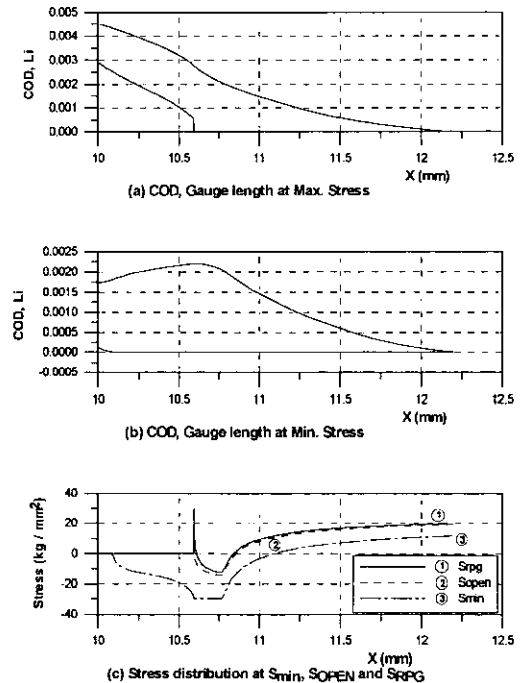 0.005
0.004
0.003
0.002
0.001
0.000
COD, Li
10 10.5 11 11.5 12 12.5
X (mm)
(a) COD, Gauge length at Max. Stress
0.0025
0.0020
0.0015
0.0010
0.0005
0.0000
-0.0005
COD, Li
10 10.5 11 11.5 12 12.5
X (mm)
(b) COD, Gauge length at Min. Stress
40
20
0
-20
-40
Stress (kg / mm²)
①
②
③
① Srpg
② Sopen
③ Smin
10 10.5 11 11.5 12 12.5
X (mm)
(c) Stress distribution at Smin, SOPEN and SRPG